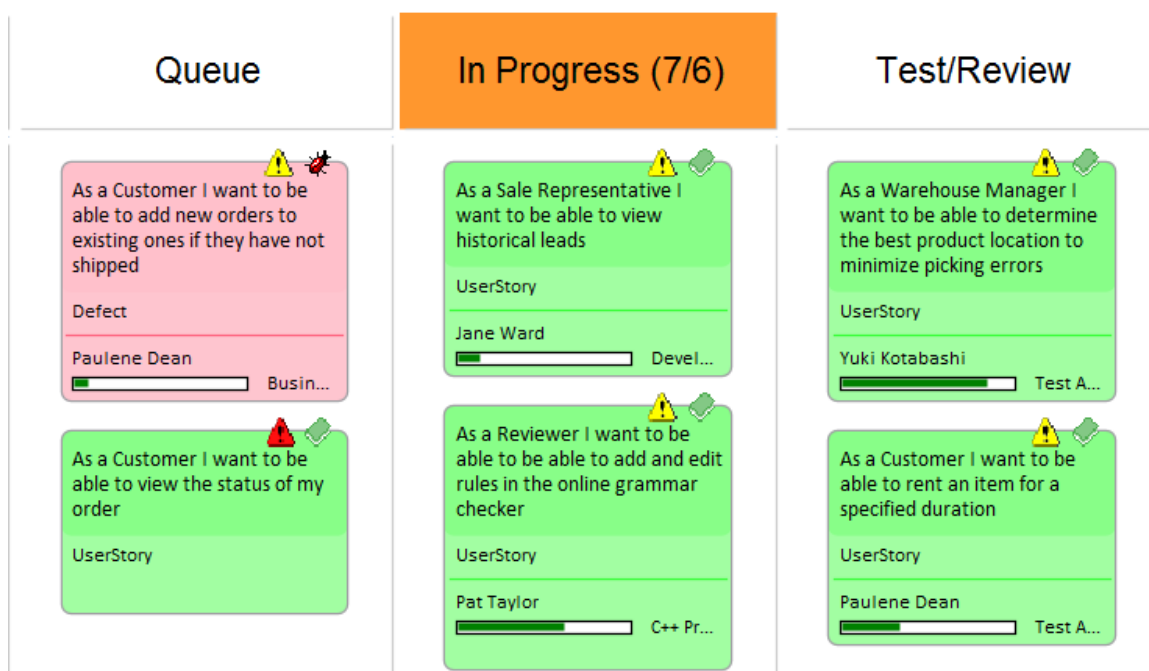 Queue
In Progress (7/6)
Test/Review
As a Customer I want to be
able to add new orders to
existing ones if they have not
shipped
Defect
Paulene Dean
Busin...
As a Customer I want to be
able to view the status of my
order
UserStory
As a Sale Representative I
want to be able to view
historical leads
UserStory
Jane Ward
Devel...
As a Reviewer I want to be
able to be able to add and edit
rules in the online grammar
checker
UserStory
Pat Taylor
C++ Pr...
As a Warehouse Manager I
want to be able to determine
the best product location to
minimize picking errors
UserStory
Yuki Kotabashi
Test A...
As a Customer I want to be
able to rent an item for a
specified duration
UserStory
Paulene Dean
Test A...